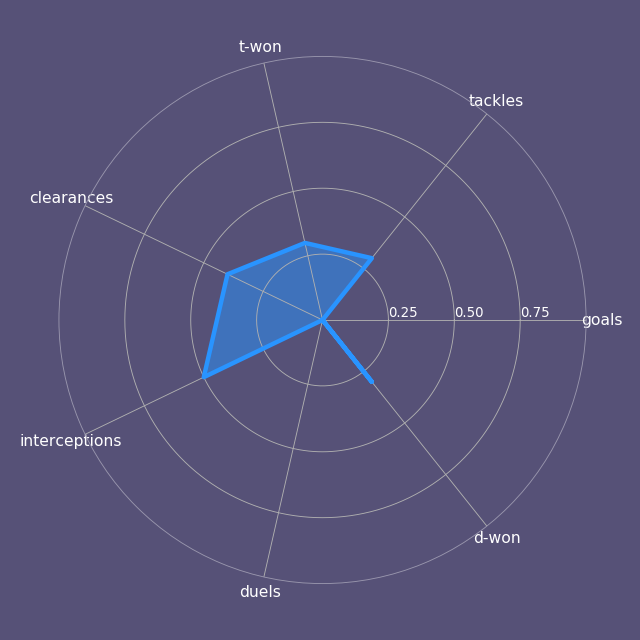 t-won
tackles
clearances
0.25 0.50 0.75
goals
interceptions
d-won
duels